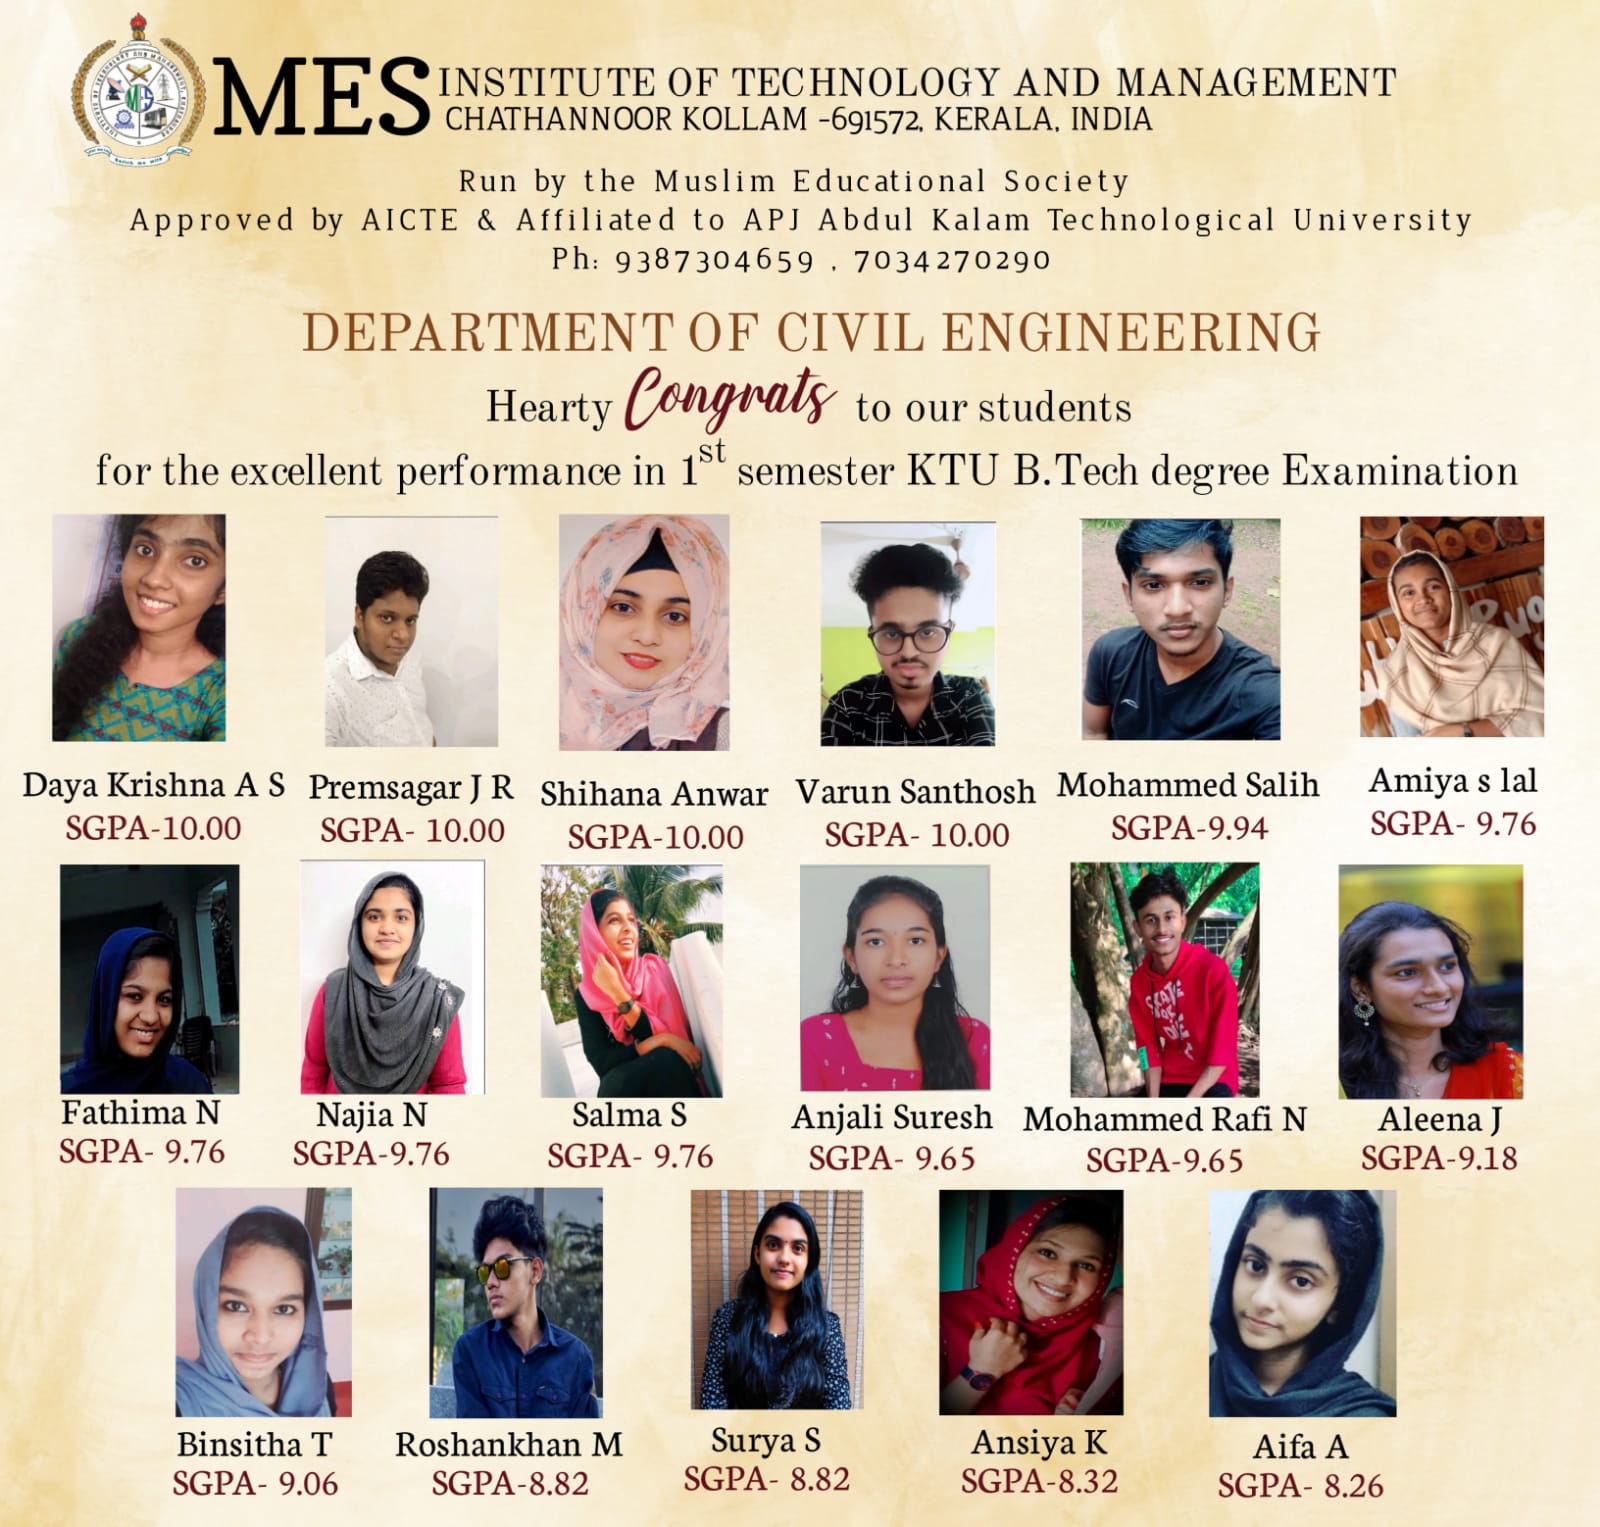 MES INSTITUTE OF TECHNOLOGY AND MANAGEMENT
CHATHANNOOR KOLLAM -691572, KERALA, INDIA
Run by the Muslim Educational Society
Approved by AICTE & Affiliated to APJ Abdul Kalam Technological University
Ph: 9387304659 , 7034270290
DEPARTMENT OF CIVIL ENGINEERING
Hearty Congrats to our students
for the excellent performance in 1st semester KTU B.Tech degree Examination
Daya Krishna A S
SGPA-10.00
Premsagar J R
SGPA- 10.00
Shihana Anwar
SGPA-10.00
Varun Santhosh
SGPA- 10.00
Mohammed Salih
SGPA-9.94
Amiya s lal
SGPA- 9.76
Fathima N
SGPA- 9.76
Najia N
SGPA-9.76
Salma S
SGPA- 9.76
Anjali Suresh
SGPA- 9.65
Mohammed Rafi N
SGPA-9.65
Aleena J
SGPA-9.18
Binsitha T
SGPA- 9.06
Roshankhan M
SGPA-8.82
Surya S
SGPA- 8.82
Ansiya K
SGPA-8.32
Aifa A
SGPA- 8.26